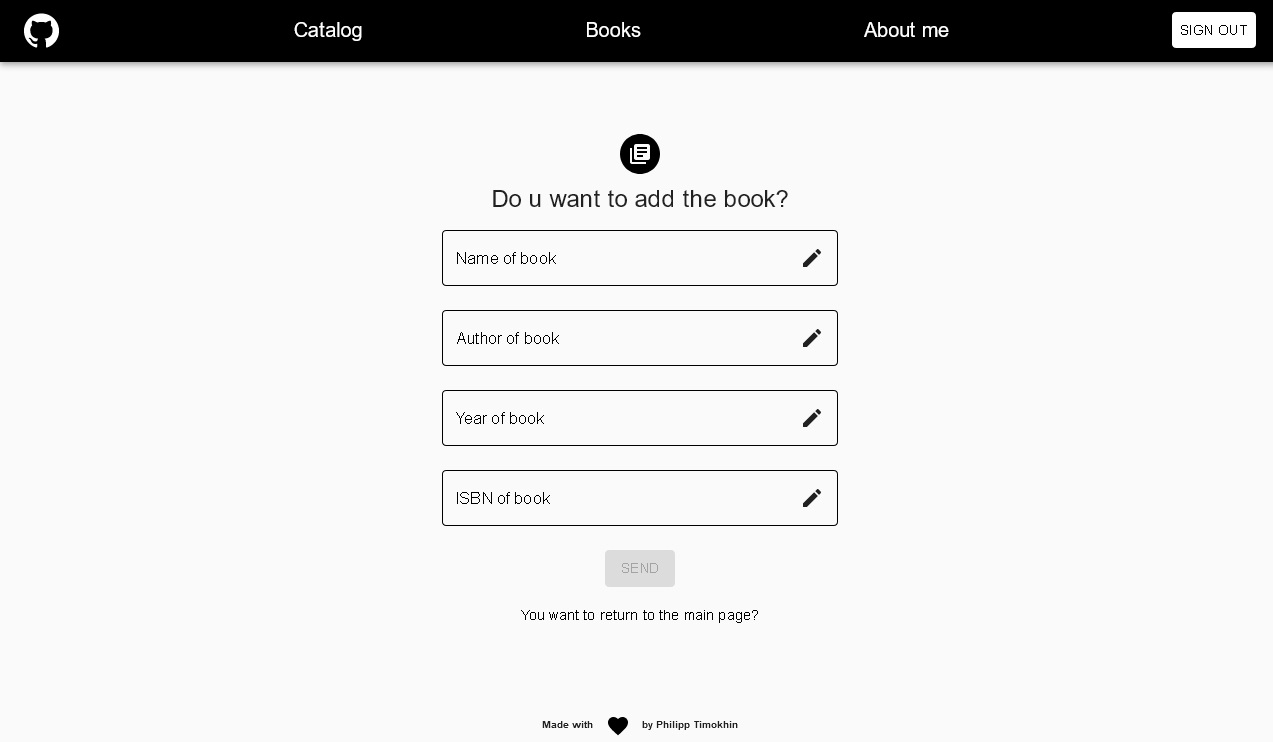 Catalog
Books
About me
SIGN OUT
Do u want to add the book?
Name of book
Author of book
Year of book
ISBN of book
SEND
You want to return to the main page?
Made with by Philipp Timokhin